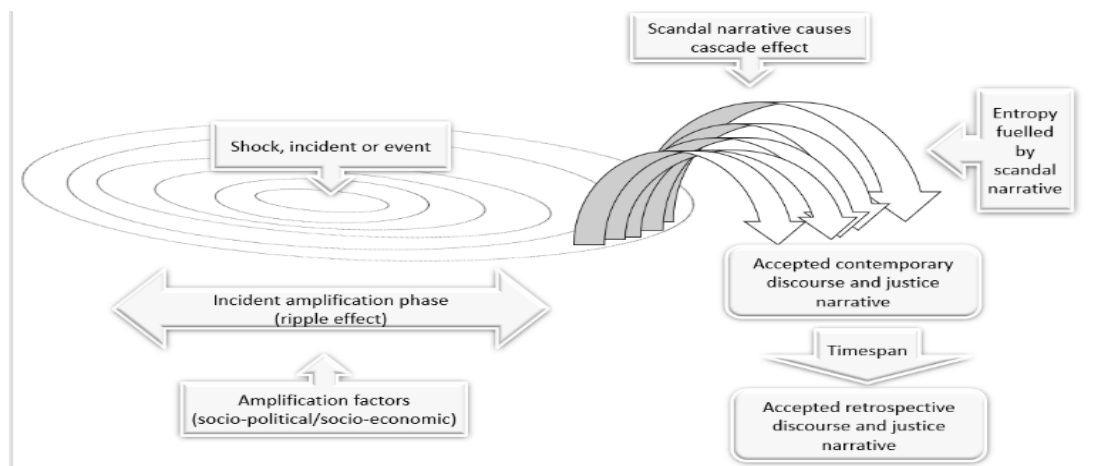 Scandal narrative causes
cascade effect
Shock, incident or event
Entropy
fuelled
by
scandal
narrative
Accepted contemporary
discourse and justice
narrative
Incident amplification phase
(ripple effect)
Timespan
Amplification factors
(socio-political/socio-economic)
Accepted retrospective
discourse and justice
narrative